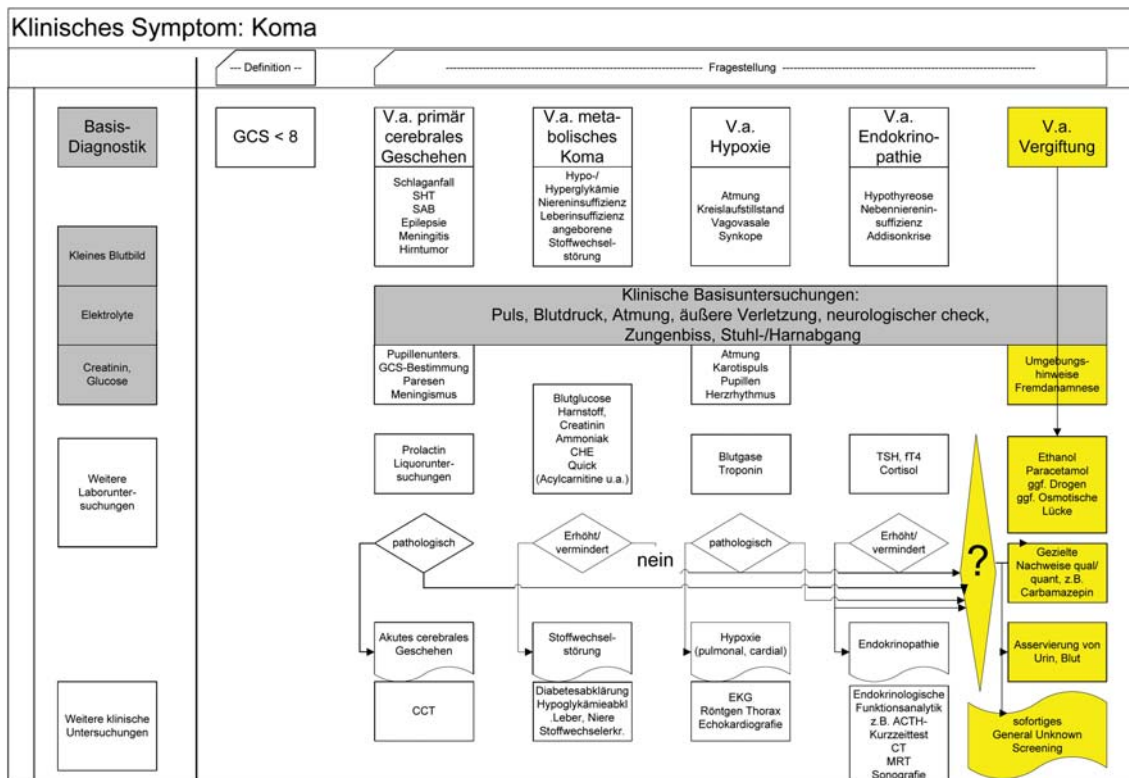 Klinisches Symptom: Koma
--- Definition --
Fragestellung
Basis-
Diagnostik
GCS < 8
V.a. primär
cerebrales
Geschehen
V.a. meta-
bolisches
Koma
V.a.
Hypoxie
V.a.
Endokrino-
pathie
V.a.
Vergiftung
Schlaganfall
SHT
SAB
Epilepsie
Meningitis
Hirntumor
Hypo-/
Hyperglykämie
Niereninsuffizienz
Leberinsuffizienz
angeborene
Stoffwechsel-
störung
Atmung
Kreislaufstillstand
Vagovasale
Synkope
Hypothyreose
Nebennierenin-
suffizienz
Addisonkrise
Kleines Blutbild
Elektrolyte
Creatinin,
Glucose
Klinische Basisuntersuchungen:
Puls, Blutdruck, Atmung, äußere Verletzung, neurologischer check,
Zungenbiss, Stuhl-/Harnabgang
Pupillenunters.
GCS-Bestimmung
Paresen
Meningismus
Atmung
Karotispuls
Pupillen
Herzrhythmus
Umgebungs-
hinweise
Fremdanamnese
Weitere
Laborunter-
suchungen
Prolactin
Liquorunter-
suchungen
Blutglucose
Harnstoff,
Creatinin
Ammoniak
CHE
Quick
(Acylcarnitine u.a.)
Blutgase
Troponin
TSH, fT4
Cortisol
Ethanol
Paracetamol
ggf. Drogen
ggf. Osmotische
Lücke
pathologisch
Erhöht/
vermindert
nein
pathologisch
Erhöht/
vermindert
?
Gezielte
Nachweise qual/
quant, z.B.
Carbamazepin
Akutes cerebrales
Geschehen
Stoffwechsel-
störung
Hypoxie
(pulmonal, cardial)
Endokrinopathie
Asservierung von
Urin, Blut
Weitere klinische
Untersuchungen
CCT
Diabetesabklärung
Hypoglykämieabkl
.Leber, Niere
Stoffwechselerkr.
EKG
Röntgen Thorax
Echokardiografie
Endokrinologische
Funktionsanalytik
z.B. ACTH-
Kurzzeittest
CT
MRT
Sonografie
sofortiges
General Unknown
Screening